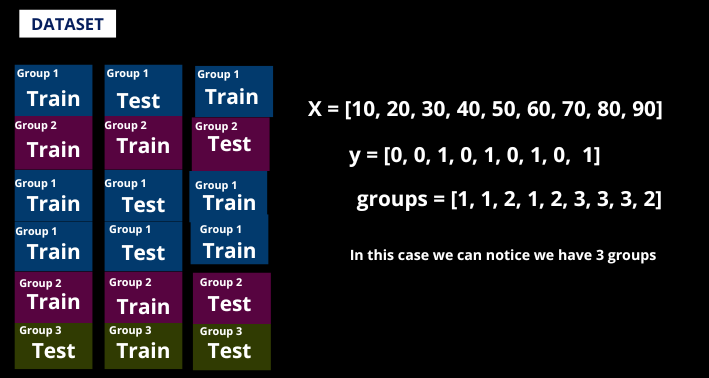 DATASET
Group 1 Group 1 Group 1
Train Test Train
Group 2 Group 2 Group 2
Train Train Test
Group 1 Group 1 Group 1
Train Test Train
Group 1 Group 1 Group 1
Train Test Train
Group 2 Group 2 Group 2
Train Train Test
Group 3 Group 3 Group 3
Test Train Test
X = [10, 20, 30, 40, 50, 60, 70, 80, 90]
y = [0, 0, 1, 0, 1, 0, 1, 0, 1]
groups = [1, 1, 2, 1, 2, 3, 3, 3, 2]
In this case we can notice we have 3 groups